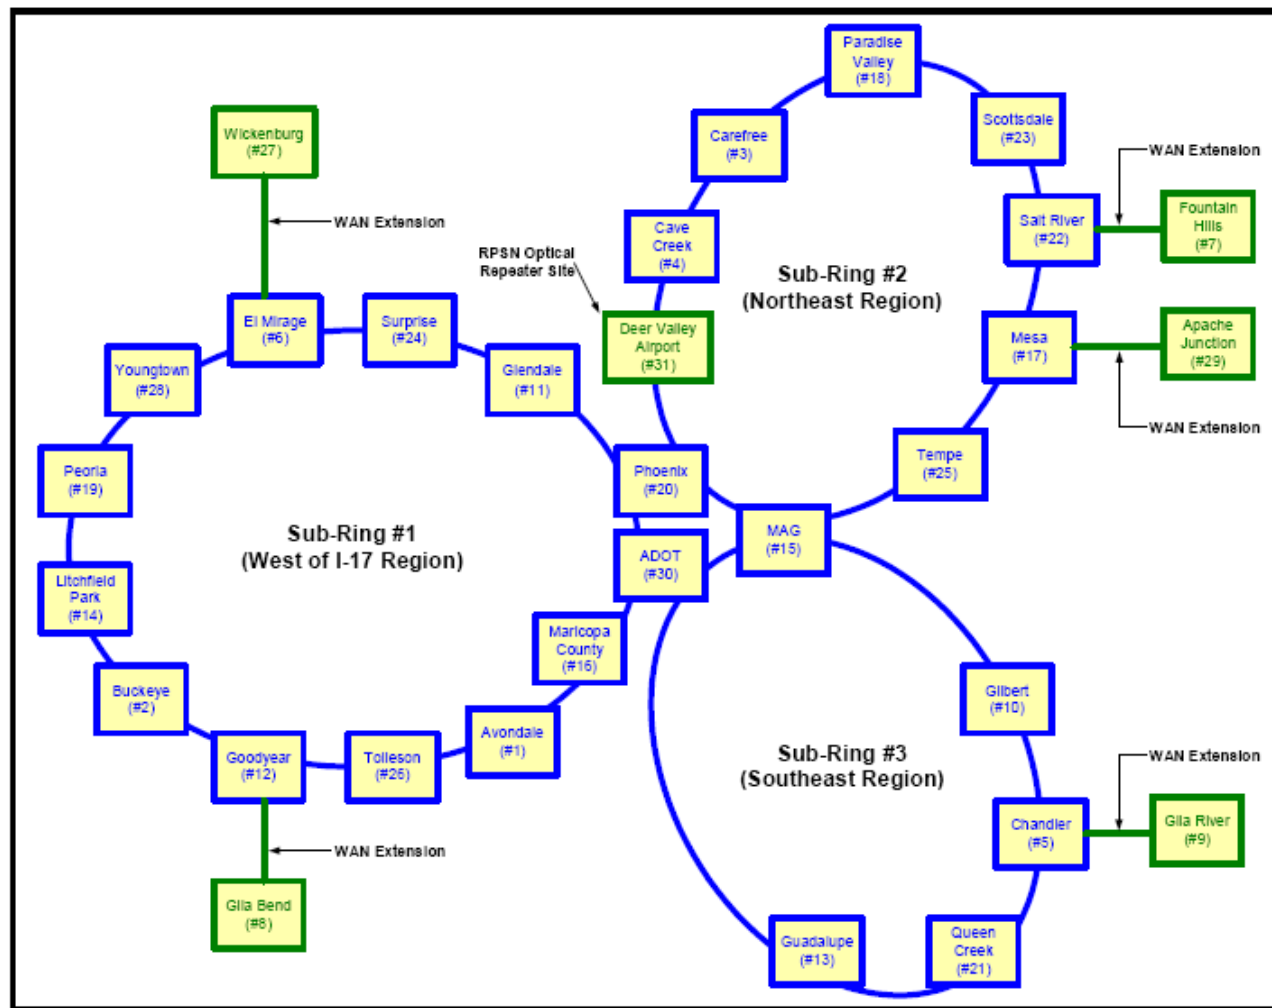 Paradise
Valley
(#18)
Scottsdale
(#23)
Carefree
(#3)
Wickenburg
(#27)
WAN Extension
WAN Extension
Salt River
(#22)
Fountain
Hills
(#7)
Cave
Creek
(#4)
RPSN Optical
Repeater Site
Sub-Ring #2
(Northeast Region)
El Mirage
(#6)
Surprise
(#24)
Deer Valley
Airport
(#31)
Mesa
(#17)
Apache
Junction
(#29)
Youngtown
(#28)
Glendale
(#11)
WAN Extension
Tempe
(#25)
Peoria
(#19)
Phoenix
(#20)
Sub-Ring #1
(West of I-17 Region)
MAG
(#15)
ADOT
(#30)
Litchfield
Park
(#14)
Maricopa
County
(#16)
Buckeye
(#2)
Gilbert
(#10)
Avondale
(#1)
Goodyear
(#12)
Tolleson
(#26)
Sub-Ring #3
(Southeast Region)
WAN Extension
Chandler
(#5)
Gila River
(#9)
WAN Extension
Gila Bend
(#8)
Guadalupe
(#13)
Queen
Creek
(#21)